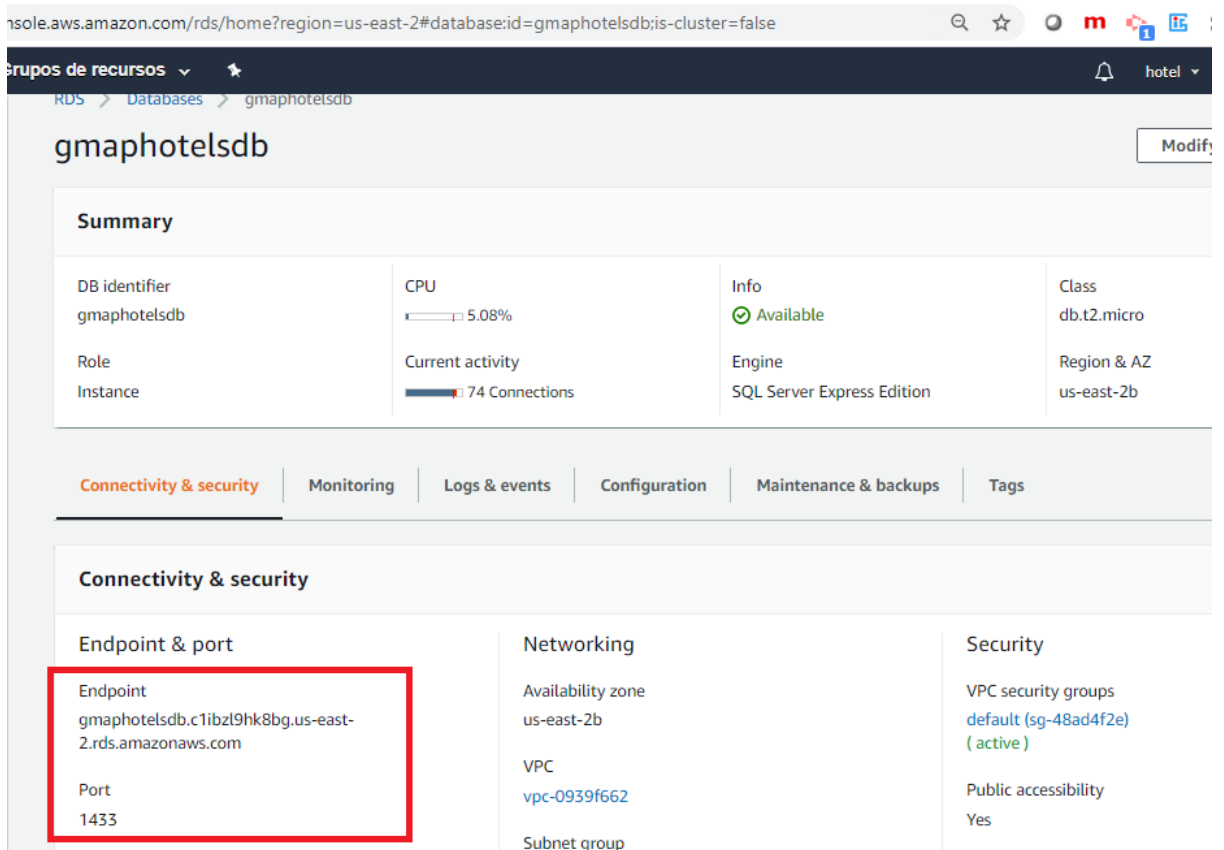 nsole.aws.amazon.com/rds/home?region=us-east-2#database:id=gmaphotelsdb;is-cluster=false
m
1
Grupos de recursos
hotel
RDS > Databases > gmaphotelsdb
gmaphotelsdb
Modify
Summary
DB identifier
gmaphotelsdb
CPU
5.08%
Info
Available
Class
db.t2.micro
Role
Instance
Current activity
74 Connections
Engine
SQL Server Express Edition
Region & AZ
us-east-2b
Connectivity & security
Monitoring
Logs & events
Configuration
Maintenance & backups
Tags
Connectivity & security
Endpoint & port
Endpoint
gmaphotelsdb.c1ibzl9hk8bg.us-east-
2.rds.amazonaws.com
Port
1433
Networking
Availability zone
us-east-2b
VPC
vpc-0939f662
Subnet group
Security
VPC security groups
default (sg-48ad4f2e)
( active )
Public accessibility
Yes